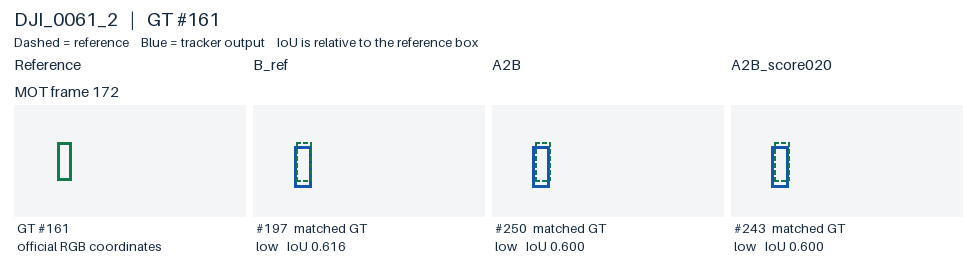 DJI_0061_2 | GT #161
Dashed = reference Blue = tracker output IoU is relative to the reference box
Reference B_ref A2B A2B_score020
MOT frame 172
GT #161 #197 matched GT #250 matched GT #243 matched GT
official RGB coordinates low IoU 0.616 low IoU 0.600 low IoU 0.600